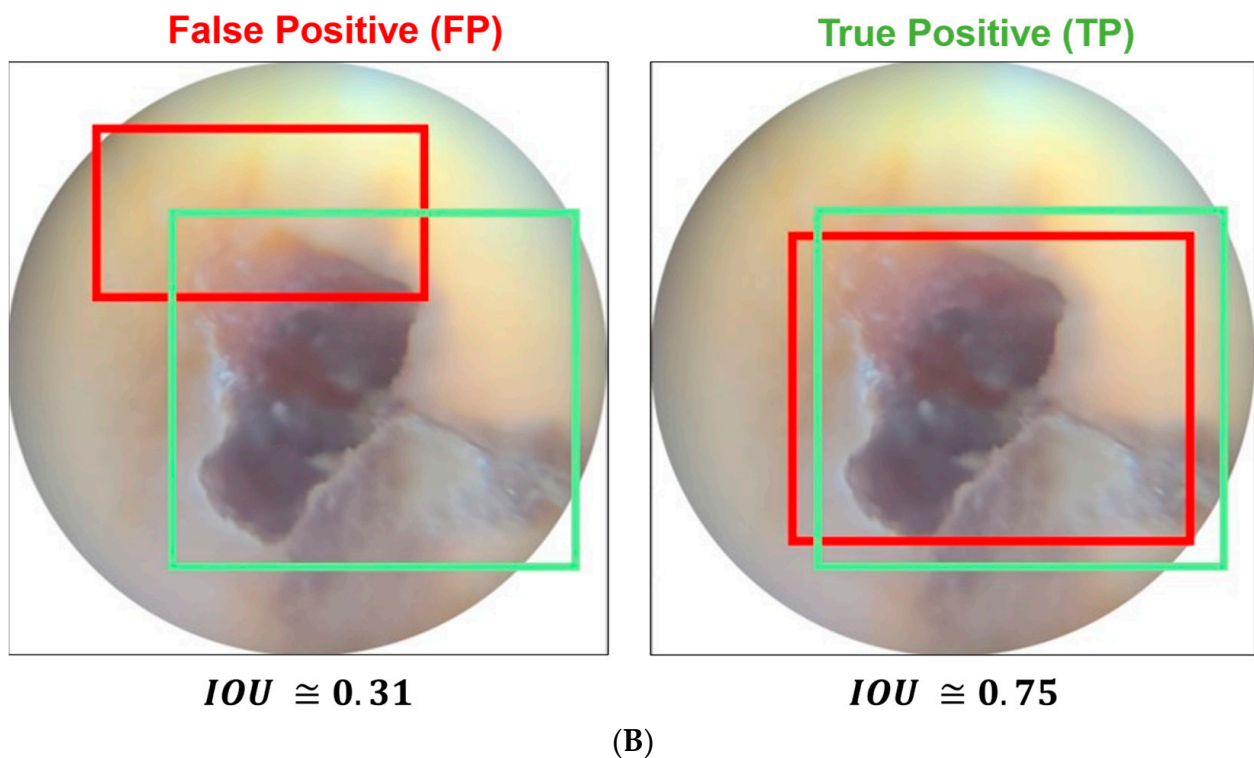 False Positive (FP)
True Positive (TP)
IOU ≅ 0.31
IOU ≅ 0.75
(B)